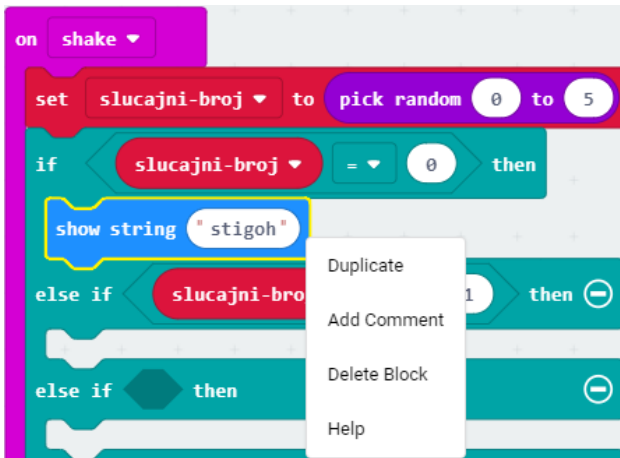 on shake
set slucajni-broj to pick random 0 to 5
if slucajni-broj = 0 then
show string "stigoh"
Duplicate
else if slucajni-bro 1 then
Add Comment
Delete Block
else if then
Help